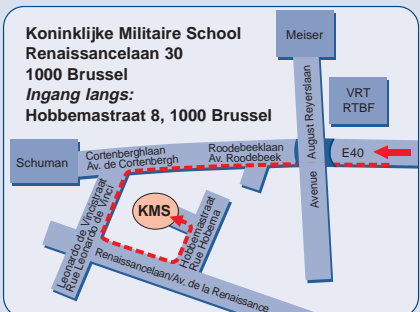 Koninklijke Militaire School
Renaissancelaan 30
1000 Brussel
Ingang langs:
Hobbemastraat 8, 1000 Brussel
Meiser
VRT
RTBF
Avenue August Reyerslaan
E40
Roodebeeklaan
Av. Roodebeek
Cortenberghlaan
Av. de Cortenbergh
Schuman
KMS
Leonardo de Vincistraat
Rue Leonardo de Vinci
Hobbemastraat
Rue Hobema
Renaissancelaan/Av. de la Renaissance